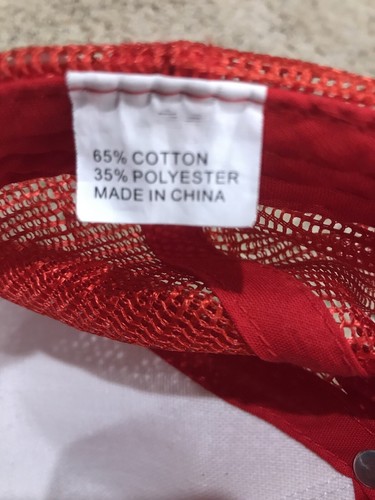 65% COTTON
35% POLYESTER
MADE IN CHINA